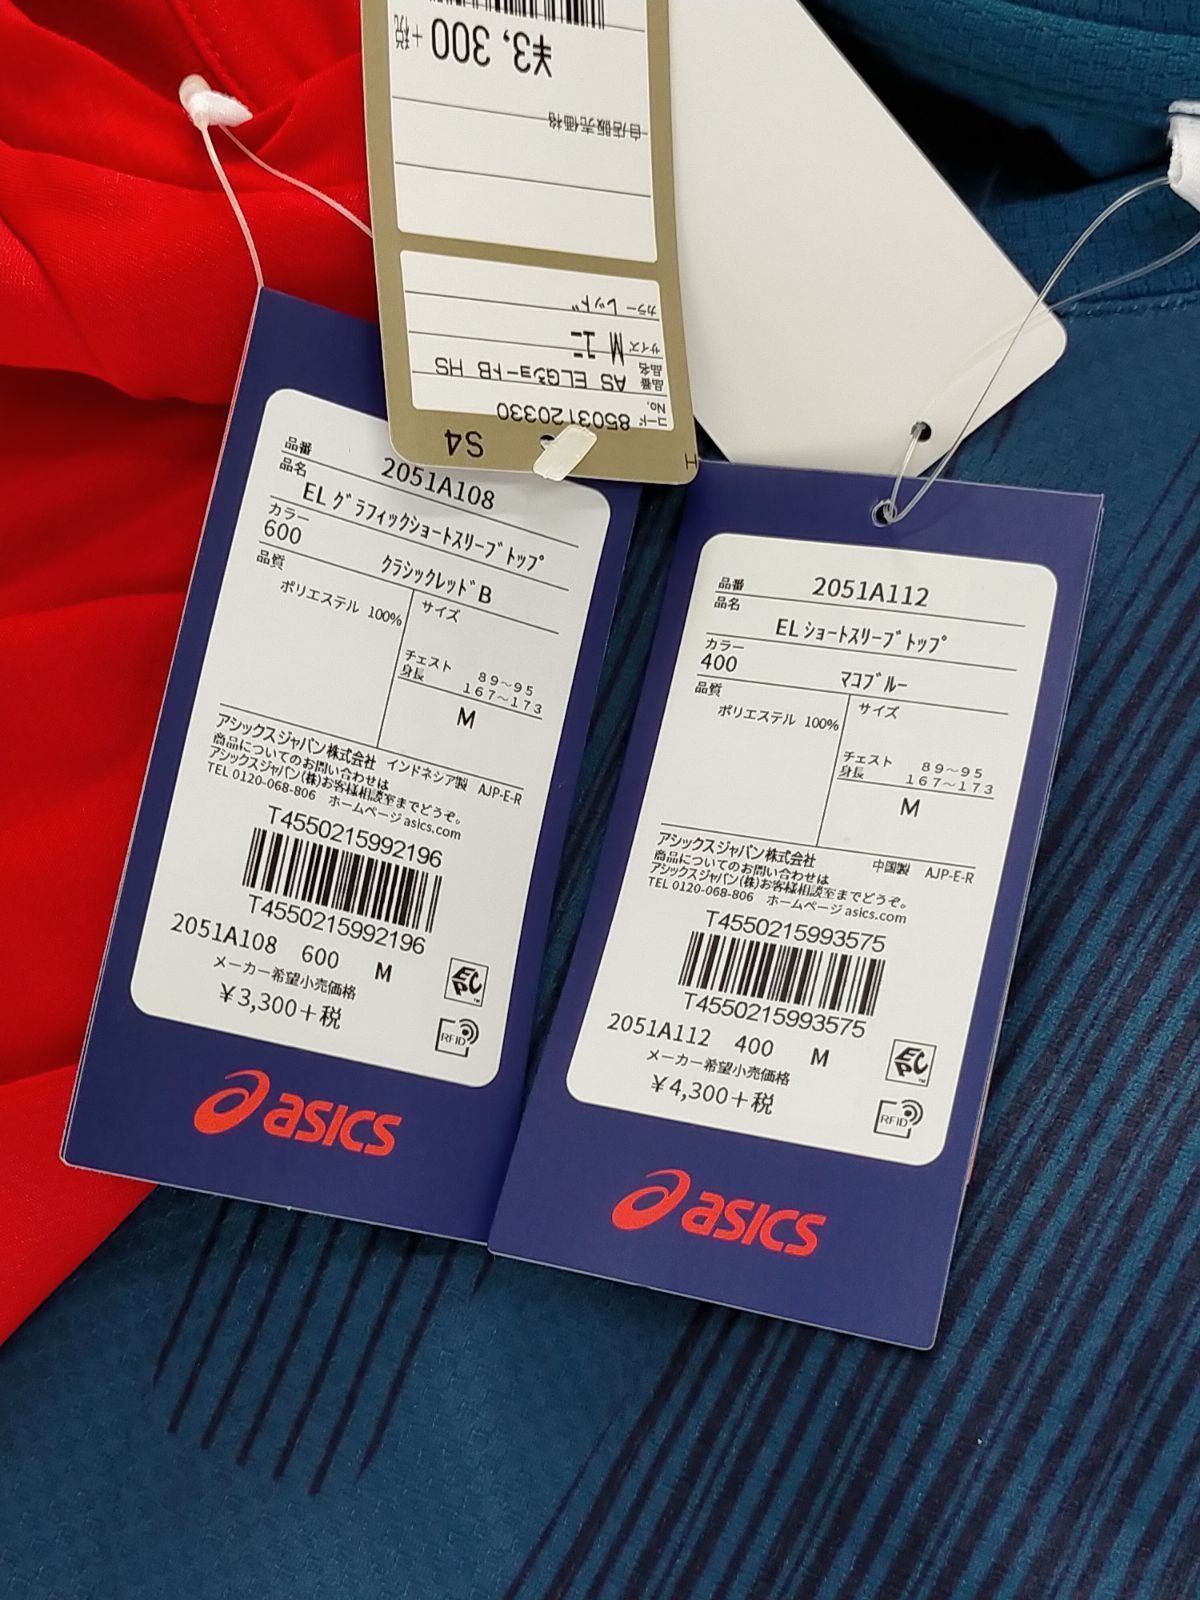 ¥3,300+税
自店販売価格
カラー レッド
サイズ M ユニ
品番
品名 AS ELGショートB HS
コード
No. 8503120330
S4
H
品番 2051A108
品名 EL グラフィックショートスリーブトップ
カラー
600 クラシックレッド B
品質 サイズ
ポリエステル 100%
チェスト 89～95
身長 167～173
M
アシックスジャパン株式会社 インドネシア製 AJP-E-R
商品についてのお問い合わせは
アシックスジャパン(株)お客様相談室までどうぞ。
TEL 0120-068-806 ホームページ asics.com
T4550215992196
T4550215992196
2051A108 600 M
メーカー希望小売価格
¥3,300+税
EPC
RFID
asics
品番 2051A112
品名 EL ショートスリーブトップ
カラー
400 マコブルー
品質 サイズ
ポリエステル 100%
チェスト 89～95
身長 167～173
M
アシックスジャパン株式会社 中国製 AJP-E-R
商品についてのお問い合わせは
アシックスジャパン(株)お客様相談室までどうぞ。
TEL 0120-068-806 ホームページ asics.com
T4550215993575
T4550215993575
2051A112 400 M
メーカー希望小売価格
¥4,300+税
EPC
RFID
asics